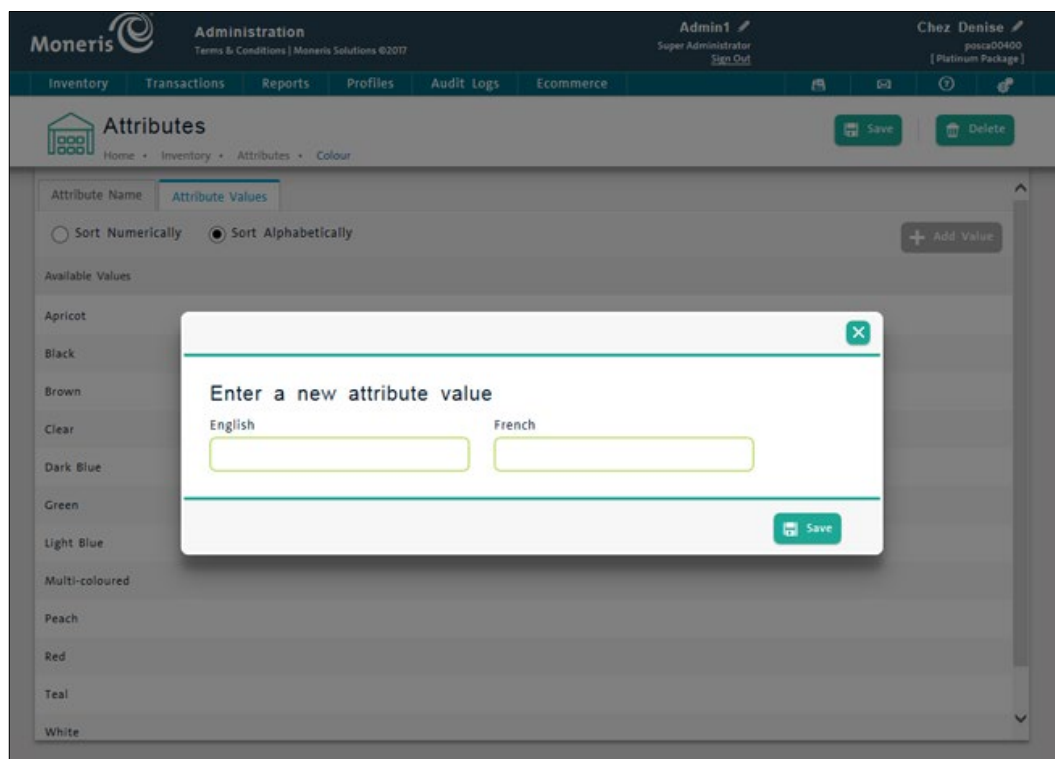 Moneris
Administration
Terms & Conditions | Moneris Solutions ©2017
Admin1
Super Administrator
Sign Out
Chez Denise
posca00400
[ Platinum Package ]
Inventory Transactions Reports Profiles Audit Logs Ecommerce
Attributes
Home • Inventory • Attributes • Colour
Save Delete
Attribute Name Attribute Values
Sort Numerically Sort Alphabetically
Add Value
Available Values
Apricot
Black
Brown
Clear
Dark Blue
Green
Light Blue
Multi-coloured
Peach
Red
Teal
White
Enter a new attribute value
English French
Save